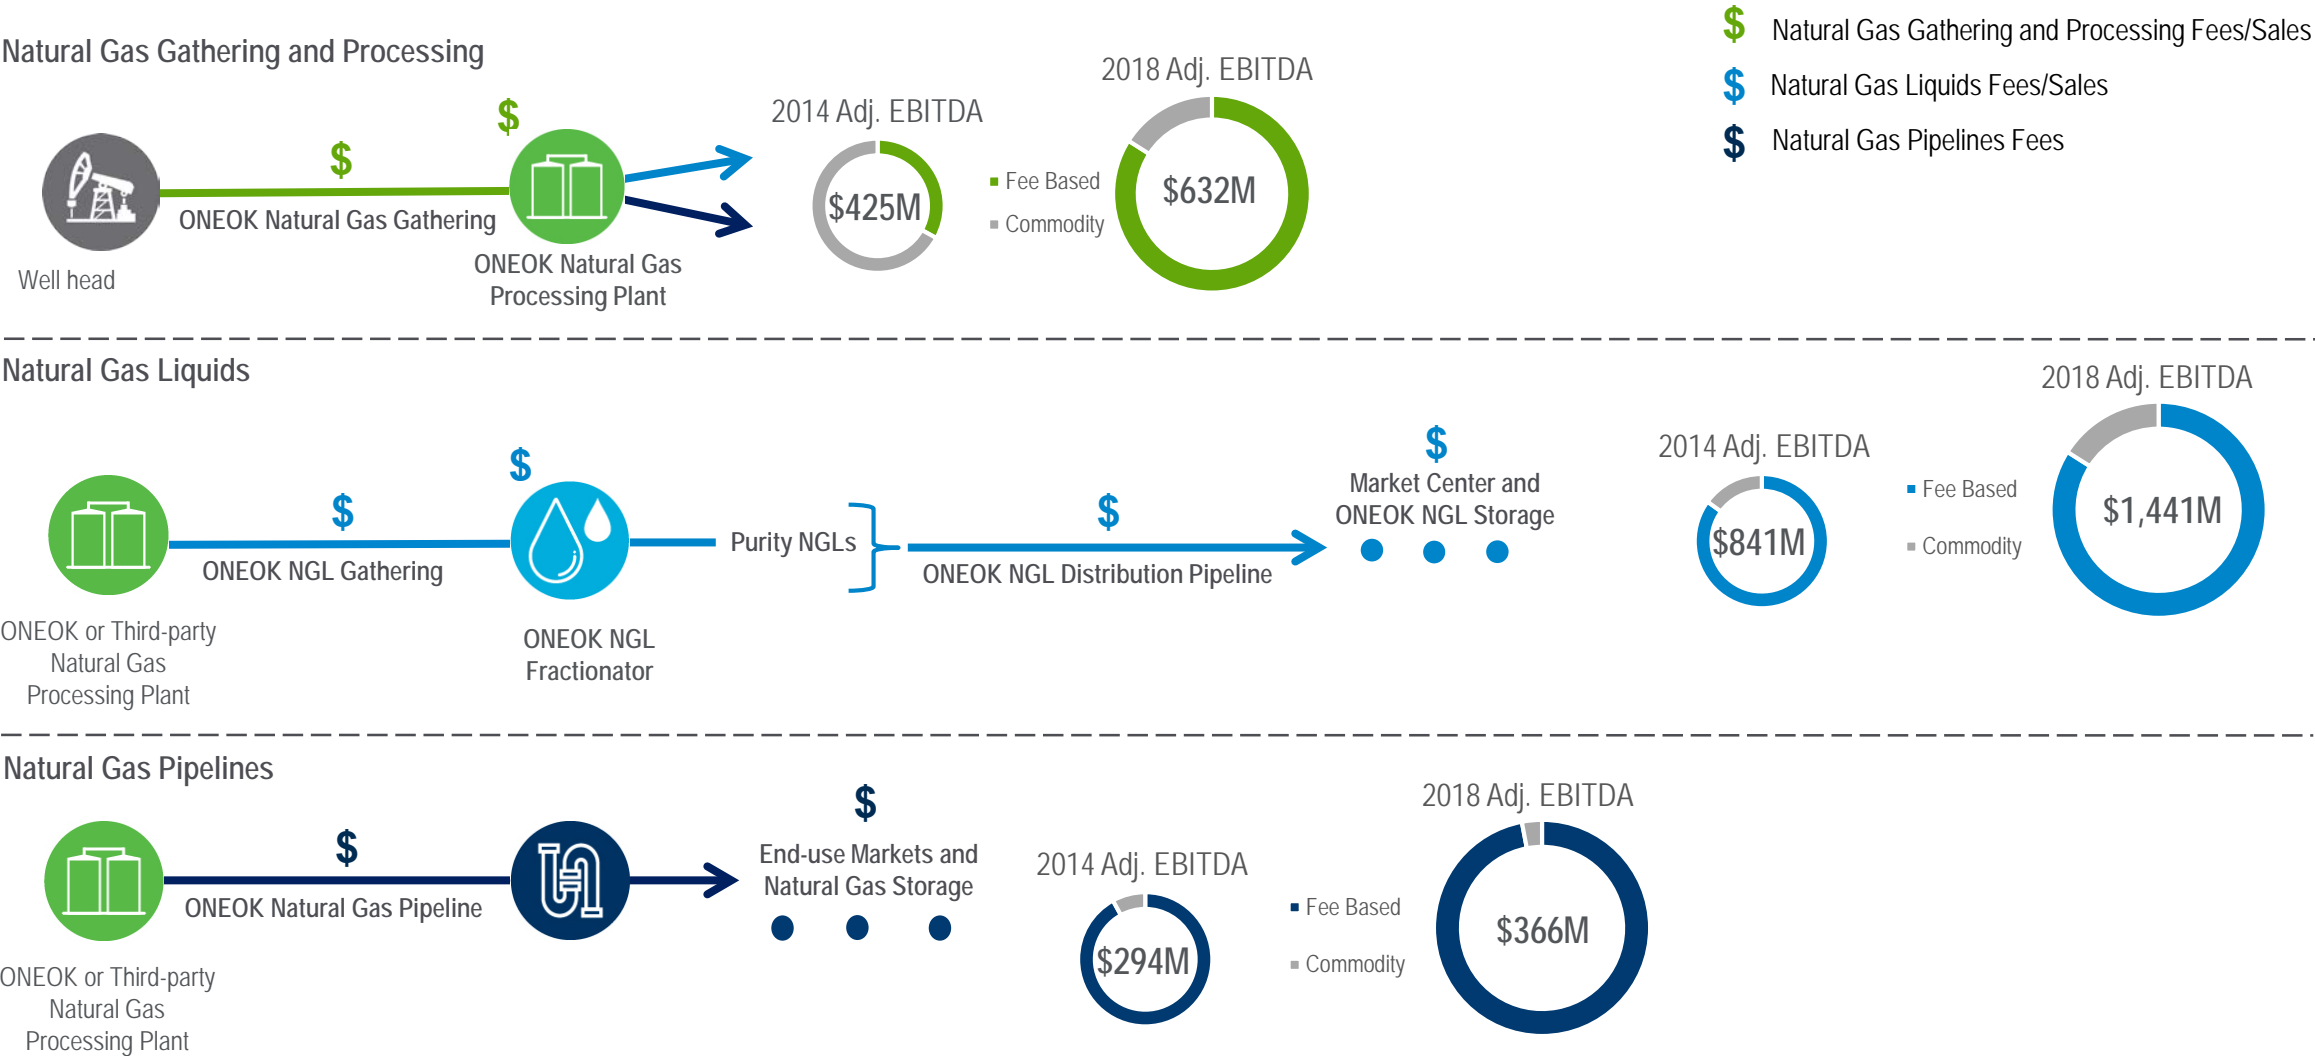 $ Natural Gas Gathering and Processing Fees/Sales
$ Natural Gas Liquids Fees/Sales
$ Natural Gas Pipelines Fees
Natural Gas Gathering and Processing
$
$
ONEOK Natural Gas Gathering
Well head
ONEOK Natural Gas
Processing Plant
2014 Adj. EBITDA
$425M
Fee Based
Commodity
2018 Adj. EBITDA
$632M
Natural Gas Liquids
ONEOK or Third-party
Natural Gas
Processing Plant
$
ONEOK NGL Gathering
$
ONEOK NGL
Fractionator
Purity NGLs
$
ONEOK NGL Distribution Pipeline
$
Market Center and
ONEOK NGL Storage
2014 Adj. EBITDA
$841M
Fee Based
Commodity
2018 Adj. EBITDA
$1,441M
Natural Gas Pipelines
ONEOK or Third-party
Natural Gas
Processing Plant
$
ONEOK Natural Gas Pipeline
$
End-use Markets and
Natural Gas Storage
2014 Adj. EBITDA
$294M
Fee Based
Commodity
2018 Adj. EBITDA
$366M